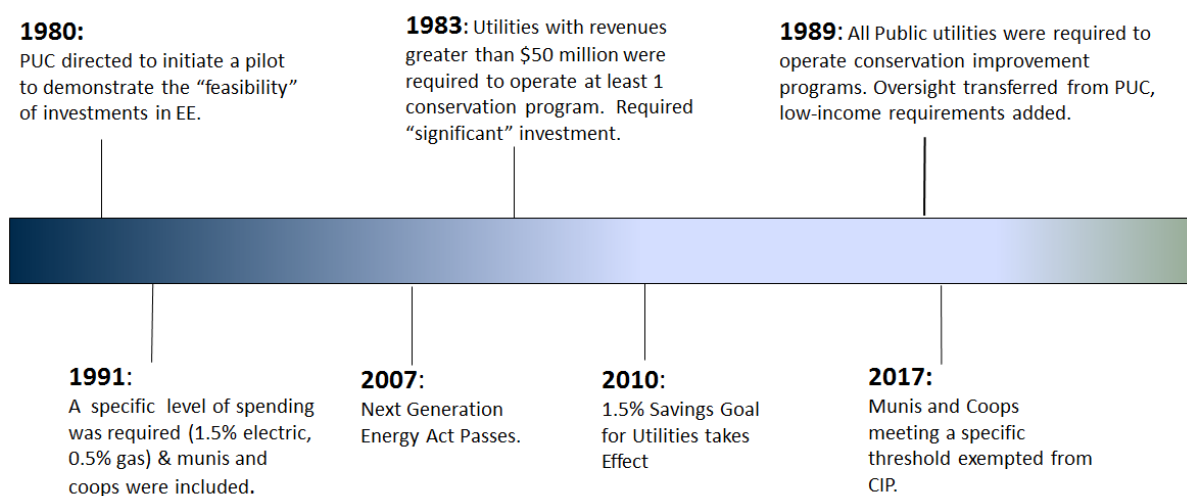 1980:
PUC directed to initiate a pilot
to demonstrate the “feasibility”
of investments in EE.
1983: Utilities with revenues
greater than $50 million were
required to operate at least 1
conservation program. Required
“significant” investment.
1989: All Public utilities were required to
operate conservation improvement
programs. Oversight transferred from PUC,
low-income requirements added.
1991:
A specific level of spending
was required (1.5% electric,
0.5% gas) & munis and
coops were included.
2007:
Next Generation
Energy Act Passes.
2010:
1.5% Savings Goal
for Utilities takes
Effect
2017:
Munis and Coops
meeting a specific
threshold exempted from
CIP.